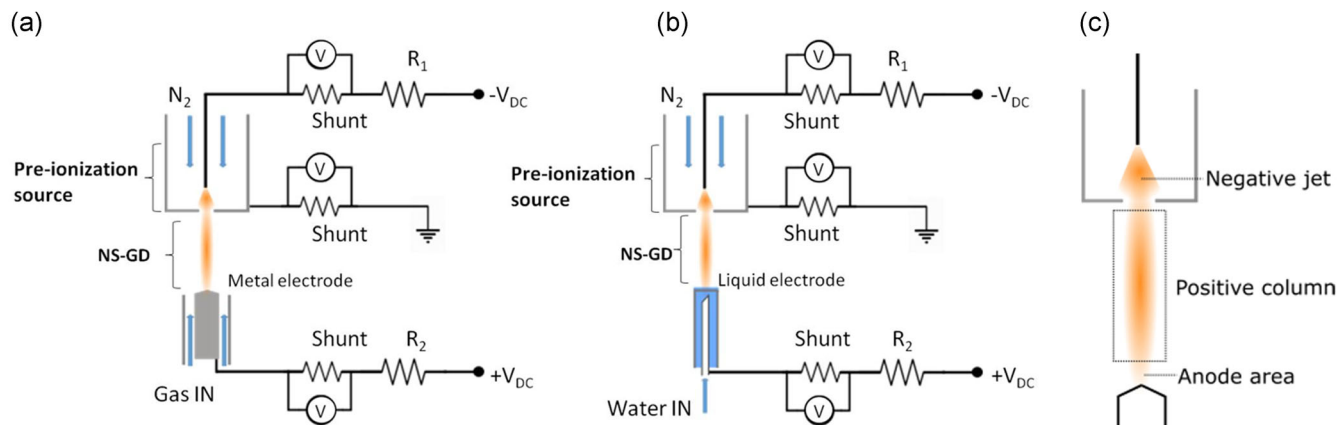 (a)
V
R1
N2
-VDC
Shunt
Pre-ionization
source
V
Shunt
NS-GD
Metal electrode
Shunt
R2
+VDC
Gas IN
V
(b)
V
R1
N2
-VDC
Shunt
Pre-ionization
source
V
Shunt
NS-GD
Liquid electrode
Shunt
R2
+VDC
Water IN
V
(c)
Negative jet
Positive column
Anode area